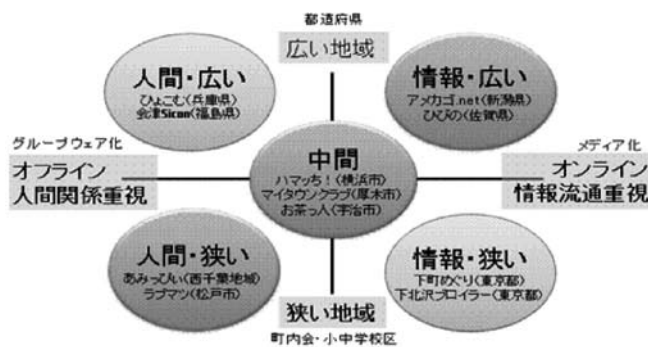 都道府県
広い地域
人間・広い
ひょこむ(兵庫県)
会津Sicon(福島県)
情報・広い
アメカゴ.net(新潟県)
ひびの(佐賀県)
グループウェア化
オフライン
人間関係重視
中間
ハマッち!(横浜市)
マイタウンクラブ(厚木市)
お茶っ人(宇治市)
メディア化
オンライン
情報流通重視
人間・狭い
あみっぴぃ(西千葉地域)
ラブマツ(松戸市)
情報・狭い
下町めぐり(東京都)
下北沢ブロイラー(東京都)
狭い地域
町内会・小中学校区